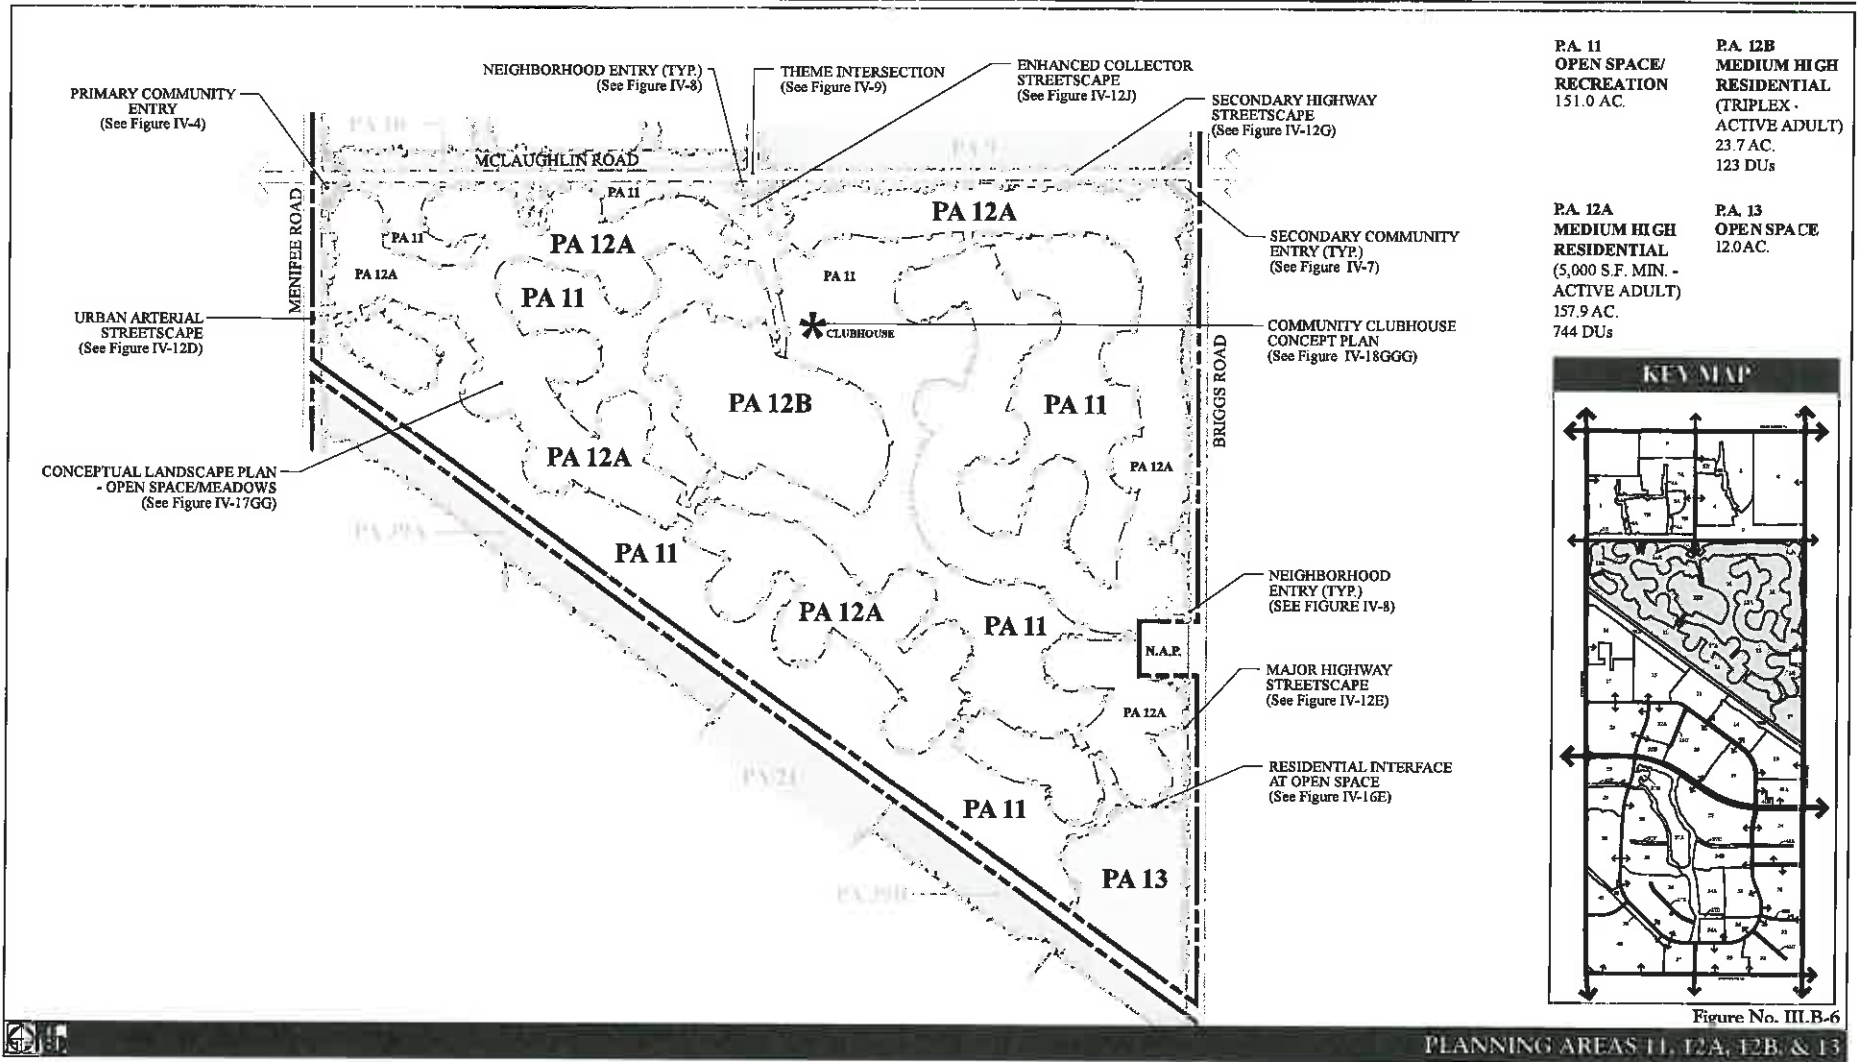 NEIGHBORHOOD ENTRY (TYP.)
(See Figure IV-8)
THEME INTERSECTION
(See Figure IV-9)
ENHANCED COLLECTOR
STREETSCAPE
(See Figure IV-12J)
PRIMARY COMMUNITY
ENTRY
(See Figure IV-4)
SECONDARY HIGHWAY
STREETSCAPE
(See Figure IV-12G)
P.A. 11
OPEN SPACE/
RECREATION
151.0 AC.
P.A. 12B
MEDIUM HIGH
RESIDENTIAL
(TRIPLEX -
ACTIVE ADULT)
23.7 AC.
123 DUs
P.A. 12A
MEDIUM HIGH
RESIDENTIAL
(5,000 S.F. MIN. -
ACTIVE ADULT)
157.9 AC.
744 DUs
P.A. 13
OPEN SPACE
12.0 AC.
PA 10
PA 9
MCLAUGHLIN ROAD
MENIFEE ROAD
BRIGGS ROAD
PA 11
PA 12A
PA 11
PA 12A
PA 12A
PA 11
PA 11
SECONDARY COMMUNITY
ENTRY (TYP.)
(See Figure IV-7)
URBAN ARTERIAL
STREETSCAPE
(See Figure IV-12D)
CLUBHOUSE
COMMUNITY CLUBHOUSE
CONCEPT PLAN
(See Figure IV-18GGG)
PA 12B
PA 11
PA 12A
PA 12A
CONCEPTUAL LANDSCAPE PLAN
- OPEN SPACE/MEADOWS
(See Figure IV-17GG)
PA 11
PA 12A
PA 11
NEIGHBORHOOD
ENTRY (TYP.)
(SEE FIGURE IV-8)
N.A.P.
MAJOR HIGHWAY
STREETSCAPE
(See Figure IV-12E)
PA 12A
RESIDENTIAL INTERFACE
AT OPEN SPACE
(See Figure IV-16E)
PA 11
PA 13
KEY MAP
Figure No. III.B-6
PLANNING AREAS 11, 12A, 12B, & 13